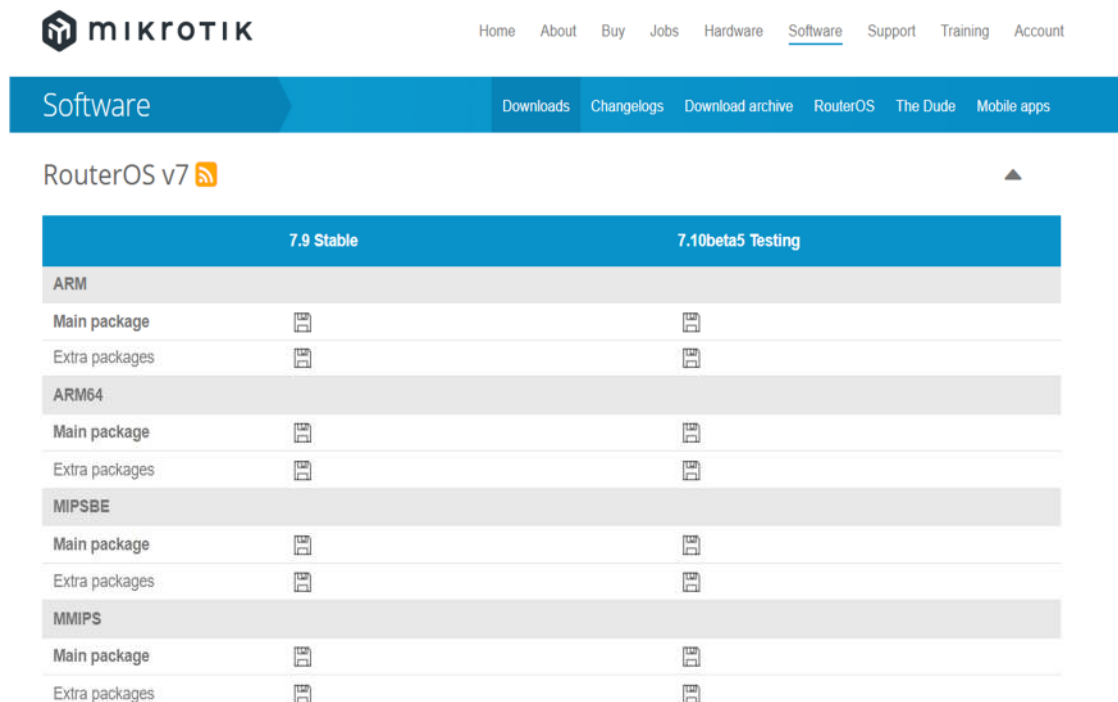 mikrotik
Home About Buy Jobs Hardware Software Support Training Account
Software
Downloads Changelogs Download archive RouterOS The Dude Mobile apps
RouterOS v7
7.9 Stable 7.10beta5 Testing
ARM
Main package
Extra packages
ARM64
Main package
Extra packages
MIPSBE
Main package
Extra packages
MMIPS
Main package
Extra packages